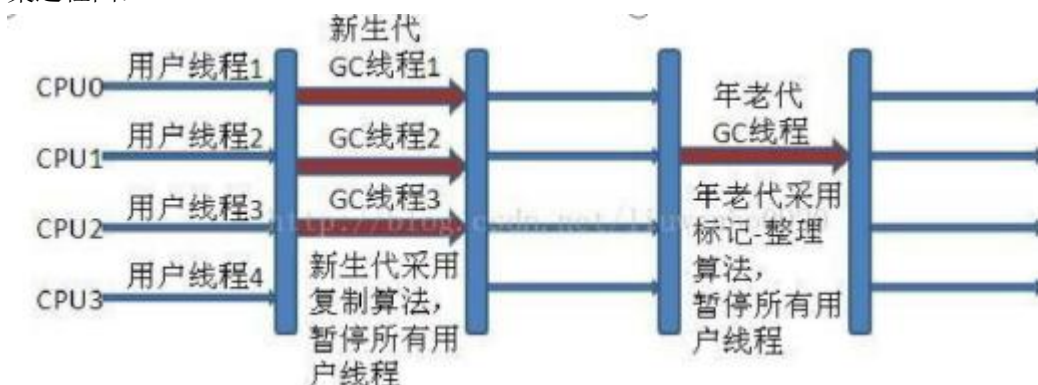 新生代
GC线程1
用户线程1
CPU0
用户线程2
GC线程2
CPU1
用户线程3
GC线程3
CPU2
用户线程4
CPU3
新生代采用
复制算法,
暂停所有用
户线程
年老代
GC线程
年老代采用
标记-整理
算法,
暂停所有用
户线程